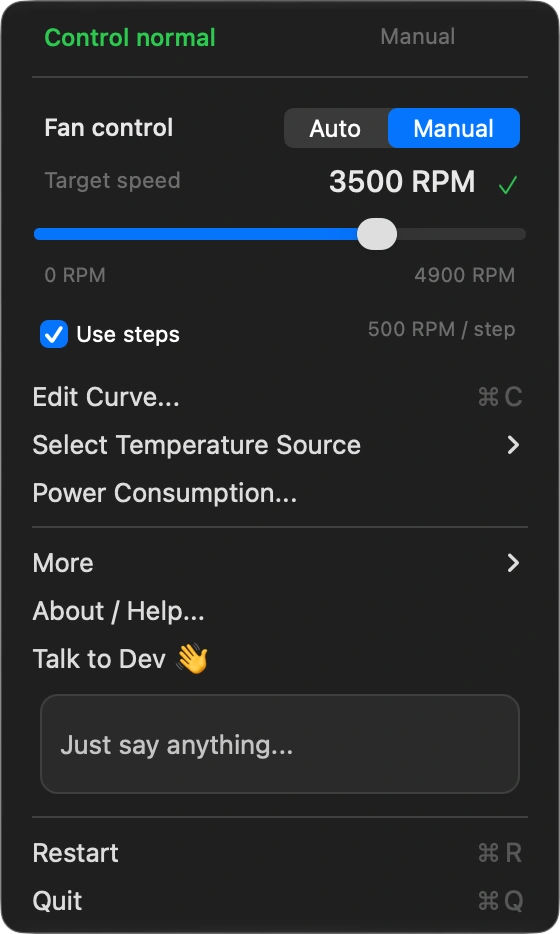 Control normal Manual
Fan control Auto Manual
Target speed 3500 RPM ✓
0 RPM 4900 RPM
Use steps 500 RPM / step
Edit Curve... ⌘ C
Select Temperature Source
Power Consumption...
More
About / Help...
Talk to Dev 👋
Just say anything...
Restart ⌘ R
Quit ⌘ Q